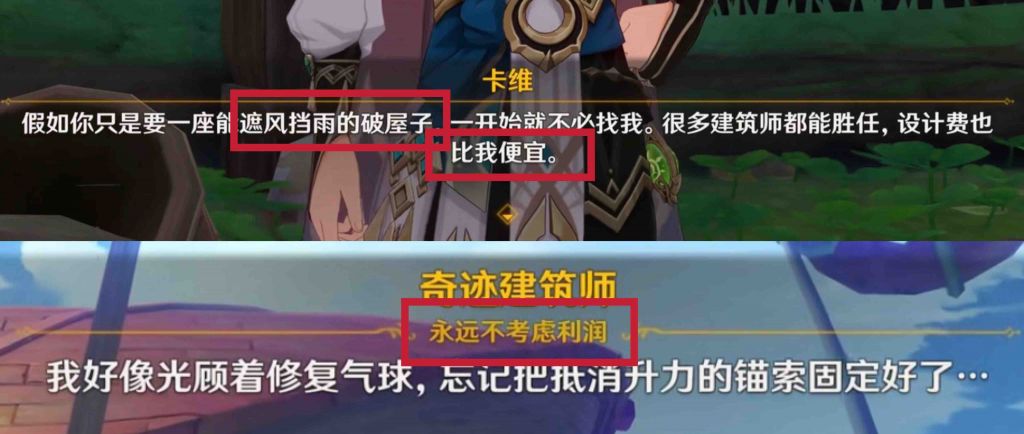 卡维
假如你只是要一座能遮风挡雨的破屋子,一开始就不必找我。很多建筑师都能胜任,设计费也
比我便宜。
奇迹建筑师
永远不考虑利润
我好像光顾着修复气球,忘记把抵消升力的锚索固定好了…